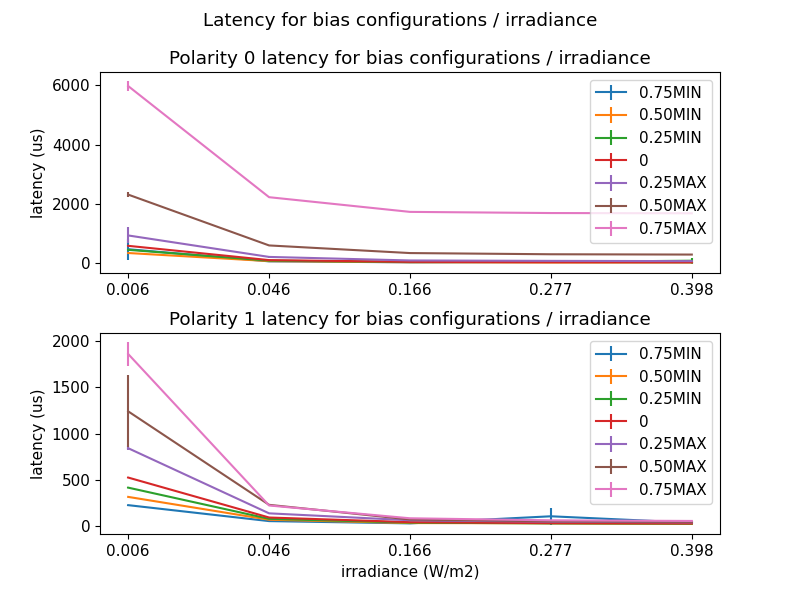 Latency for bias configurations / irradiance
Polarity 0 latency for bias configurations / irradiance
latency (us)
6000
4000
2000
0
0.75MIN
0.50MIN
0.25MIN
0
0.25MAX
0.50MAX
0.75MAX
0.006 0.046 0.166 0.277 0.398
Polarity 1 latency for bias configurations / irradiance
latency (us)
2000
1500
1000
500
0
0.75MIN
0.50MIN
0.25MIN
0
0.25MAX
0.50MAX
0.75MAX
0.006 0.046 0.166 0.277 0.398
irradiance (W/m2)